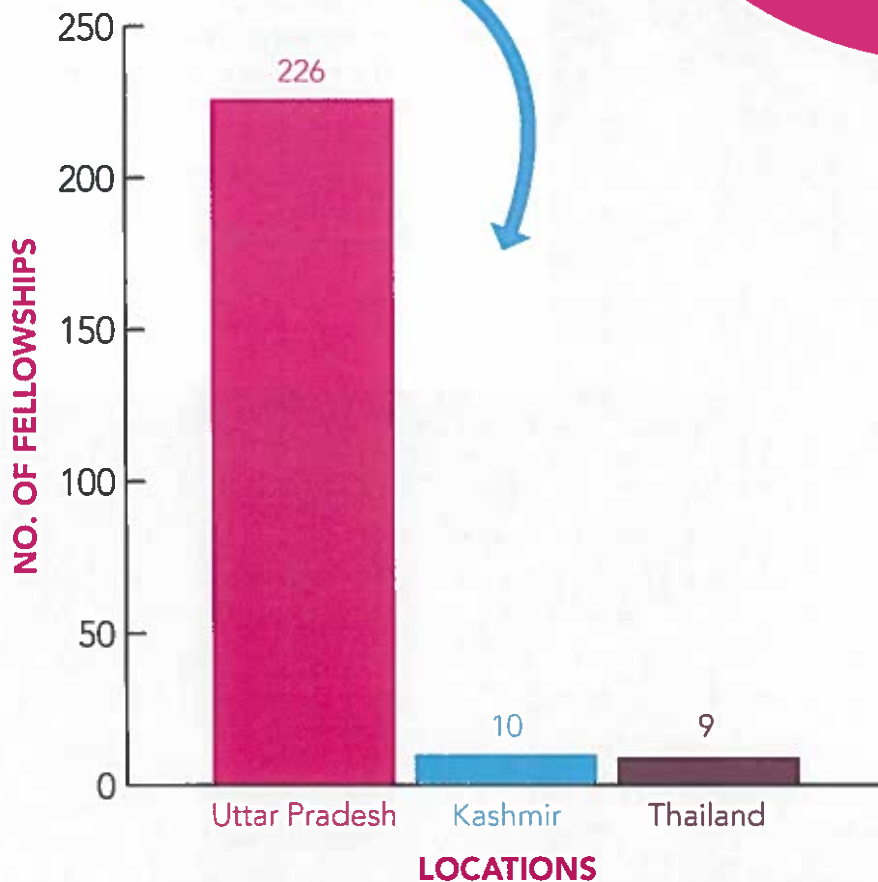 NO. OF FELLOWSHIPS
250
200
150
100
50
0
226
10
9
Uttar Pradesh
Kashmir
Thailand
LOCATIONS